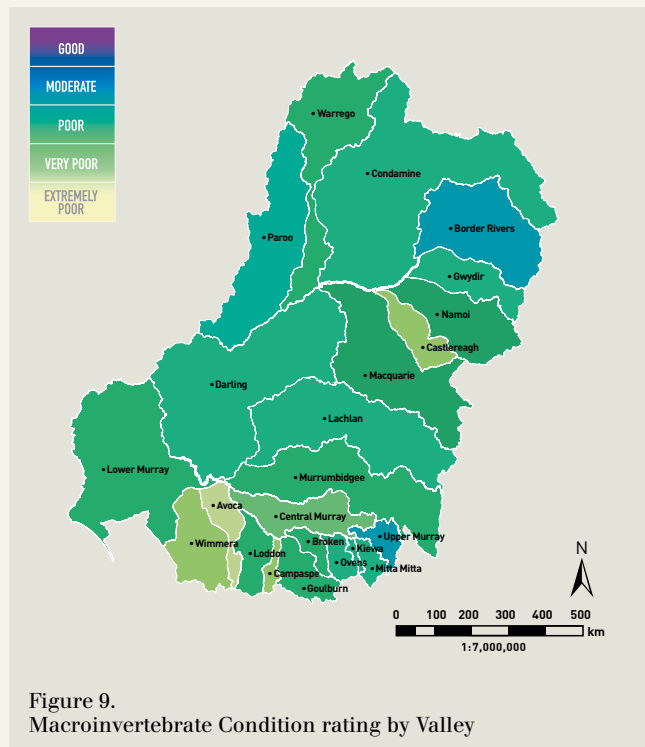 GOOD
MODERATE
POOR
VERY POOR
EXTREMELY
POOR
Warrego
Condamine
Paroo
Border Rivers
Gwydir
Namoi
Castlereagh
Macquarie
Darling
Lachlan
Lower Murray
Murrumbidgee
Avoca
Central Murray
Wimmera
Loddon
Broken
Upper Murray
Kiewa
Ovens
Mitta Mitta
Campaspe
Goulburn
N
0 100 200 300 400 500
km
1:7,000,000
Figure 9.
Macroinvertebrate Condition rating by Valley